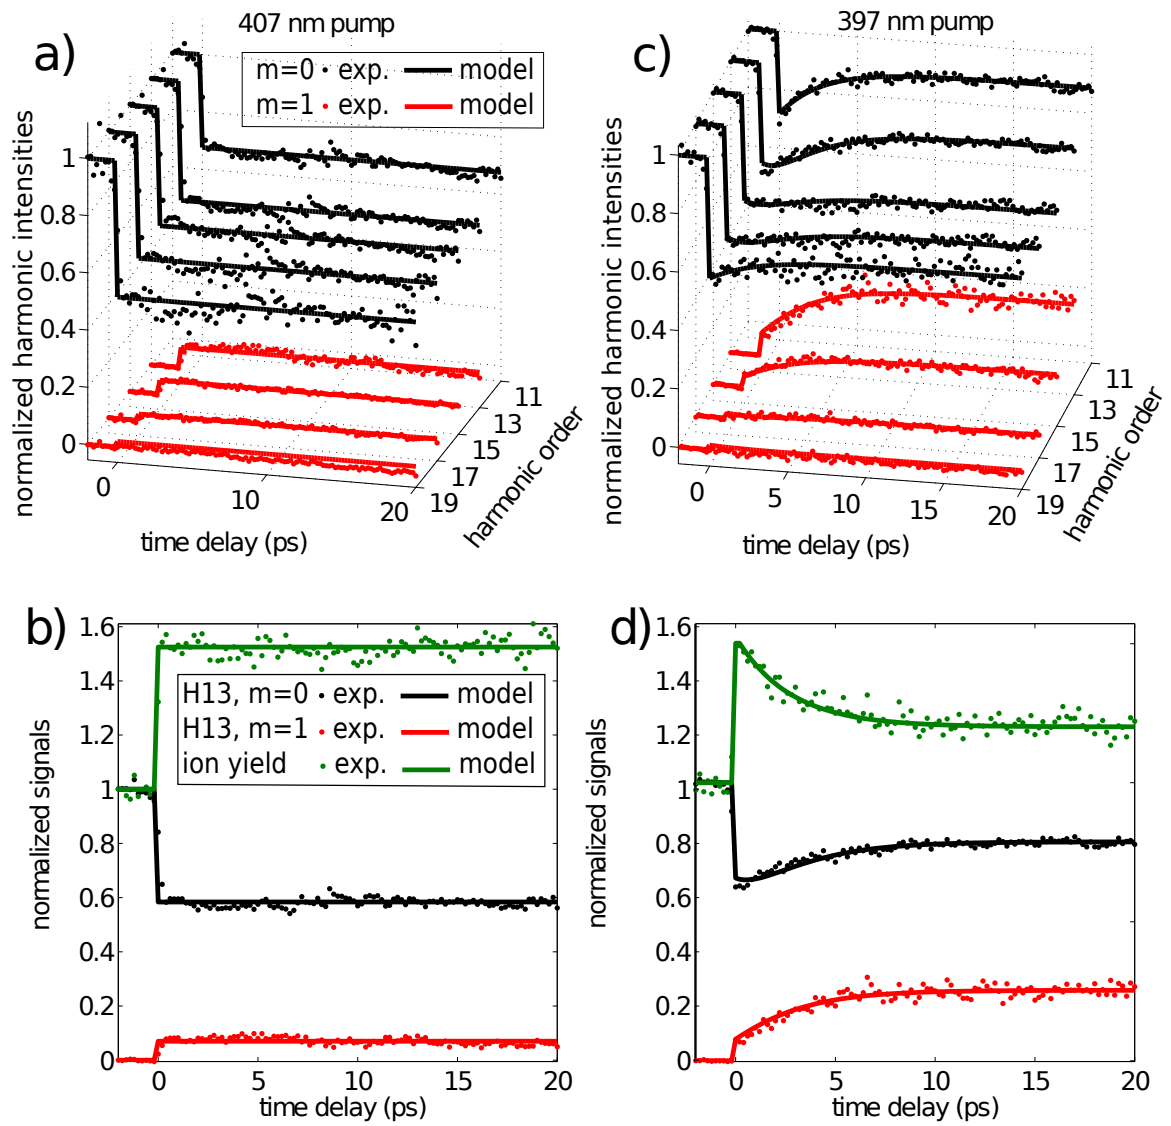 a)
407 nm pump
m=0 exp. model
m=1 exp. model
normalized harmonic intensities
1
0.8
0.6
0.4
0.2
0
0
10
20
time delay (ps)
11
13
15
17
19
harmonic order
c)
397 nm pump
normalized harmonic intensities
1
0.8
0.6
0.4
0.2
0
0
5
10
15
20
time delay (ps)
11
13
15
17
19
harmonic order
b)
normalized signals
1.6
1.4
1.2
1
0.8
0.6
0.4
0.2
0
H13, m=0 exp. model
H13, m=1 exp. model
ion yield exp. model
0 5 10 15 20
time delay (ps)
d)
normalized signals
1.6
1.4
1.2
1
0.8
0.6
0.4
0.2
0
0 5 10 15 20
time delay (ps)